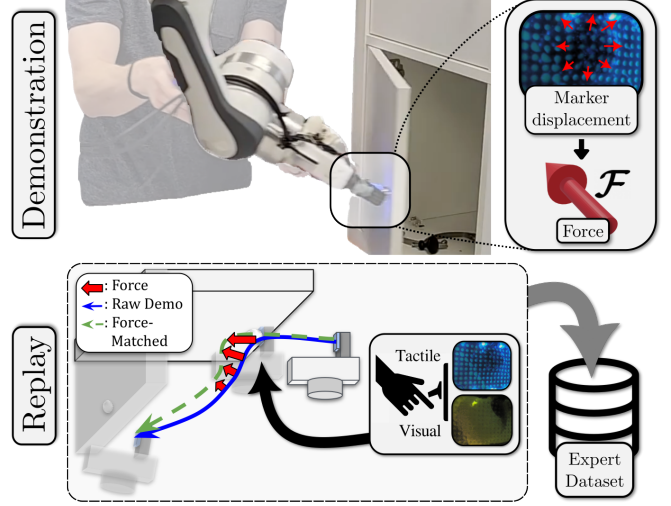 Demonstration
Marker
displacement
ℱ
Force
: Force
: Raw Demo
: Force-
Matched
Replay
Tactile
Visual
Expert
Dataset